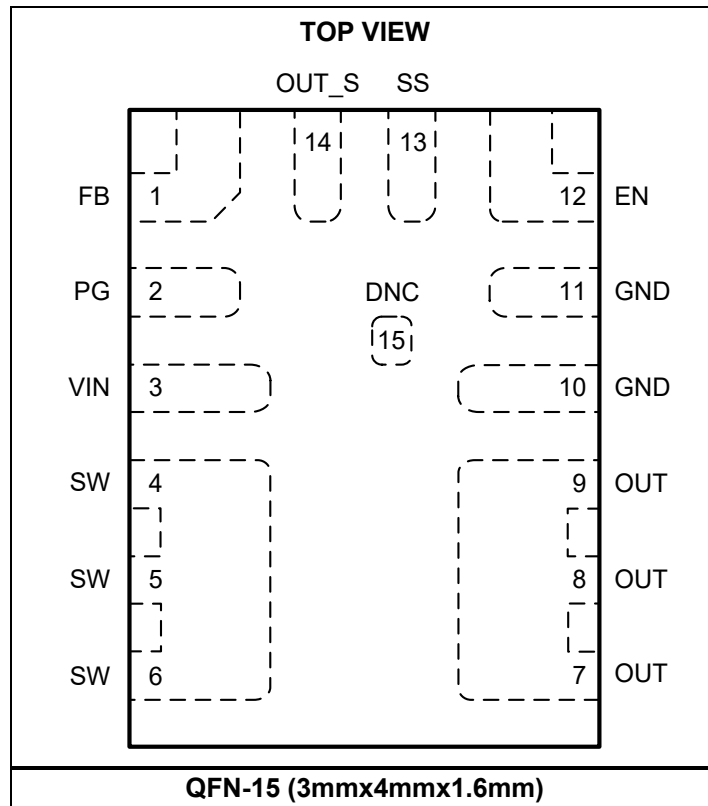 TOP VIEW
OUT_S SS
14 13
FB 1 12 EN
PG 2 DNC 11 GND
15
VIN 3 10 GND
SW 4 9 OUT
SW 5 8 OUT
SW 6 7 OUT
QFN-15 (3mmx4mmx1.6mm)